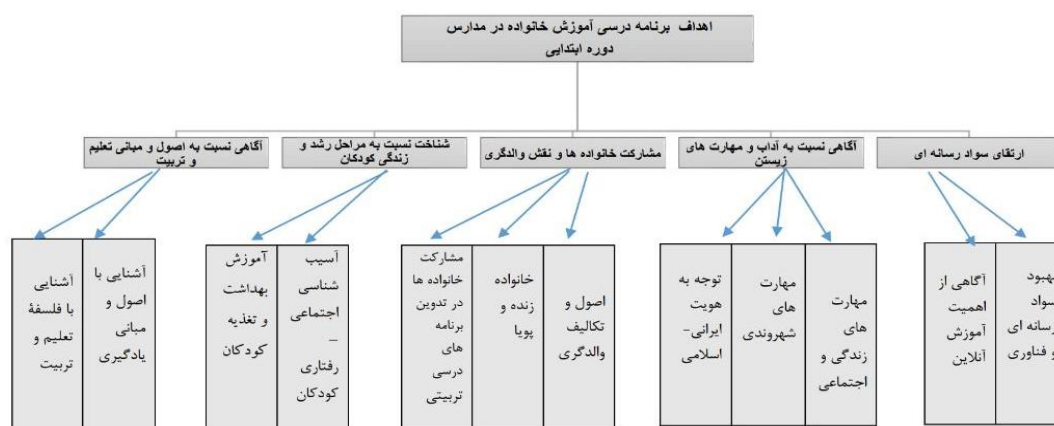 اهداف برنامه درسی آموزش خانواده در مدارس
دوره ابتدایی
ارتقای سواد رسانه ای
آگاهی نسبت به آداب و مهارت های
زیستن
مشارکت خانواده ها و نقش والدگری
شناخت نسبت به مراحل رشد و
زندگی کودکان
آگاهی نسبت به اصول و مبانی تعلیم
و تربیت
بهبود
سواد
رسانه ای
و فناوری
آگاهی از
اهمیت
آموزش
آنلاین
مهارت
های
زندگی و
اجتماعی
مهارت
های
شهروندی
توجه به
هویت
ایرانی-
اسلامی
اصول و
تکالیف
والدگری
خانواده
زنده و
پویا
مشارکت
خانواده ها
در تدوین
برنامه
های
درسی
تربیتی
آسیب
شناسی
اجتماعی
–
رفتاری
کودکان
آموزش
بهداشت
و تغذیه
کودکان
آشنایی با
اصول و
مبانی
یادگیری
آشنایی
با فلسفۀ
تعلیم و
تربیت